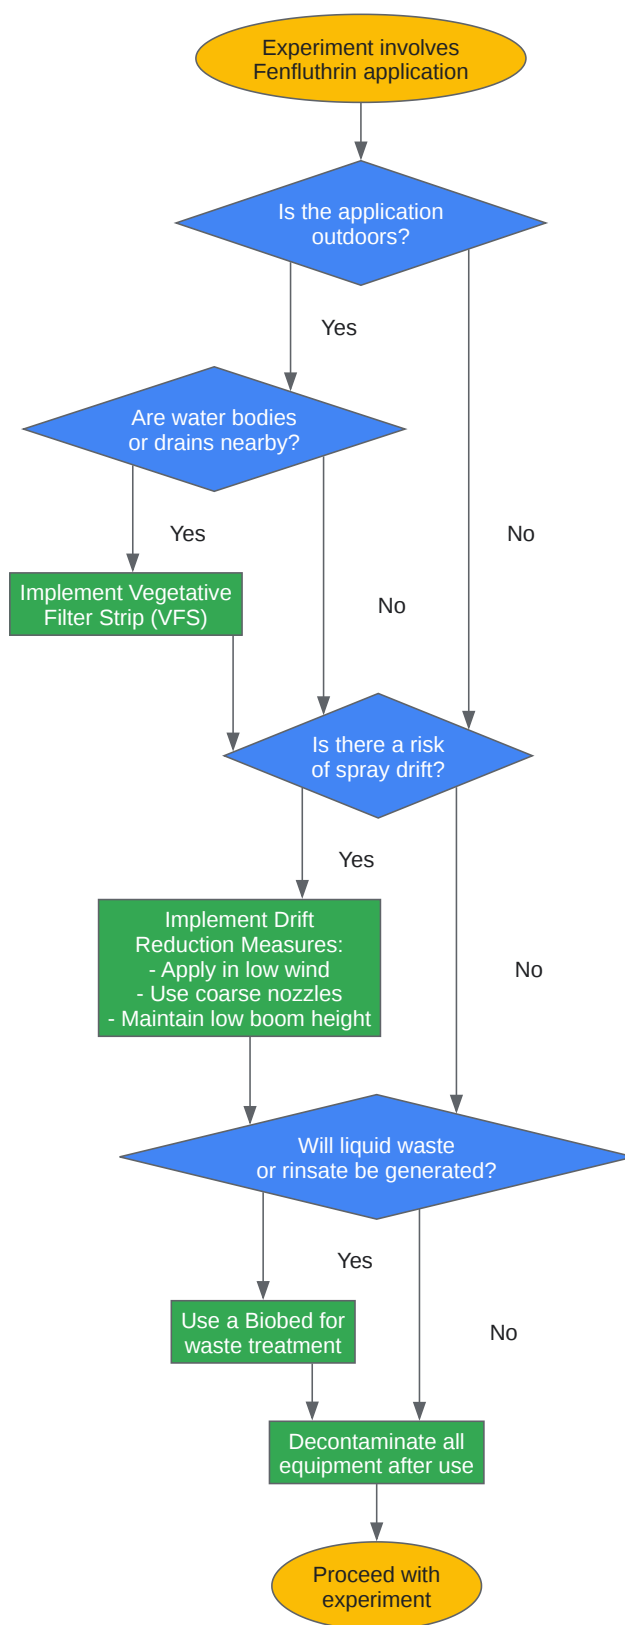 Experiment involves
Fenfluthrin application
Is the application
outdoors?
Yes
Are water bodies
or drains nearby?
Yes
No
Implement Vegetative
Filter Strip (VFS)
No
Is there a risk
of spray drift?
Yes
Implement Drift
Reduction Measures:
- Apply in low wind
- Use coarse nozzles
- Maintain low boom height
No
Will liquid waste
or rinsate be generated?
Yes
Use a Biobed for
waste treatment
No
Decontaminate all
equipment after use
Proceed with
experiment